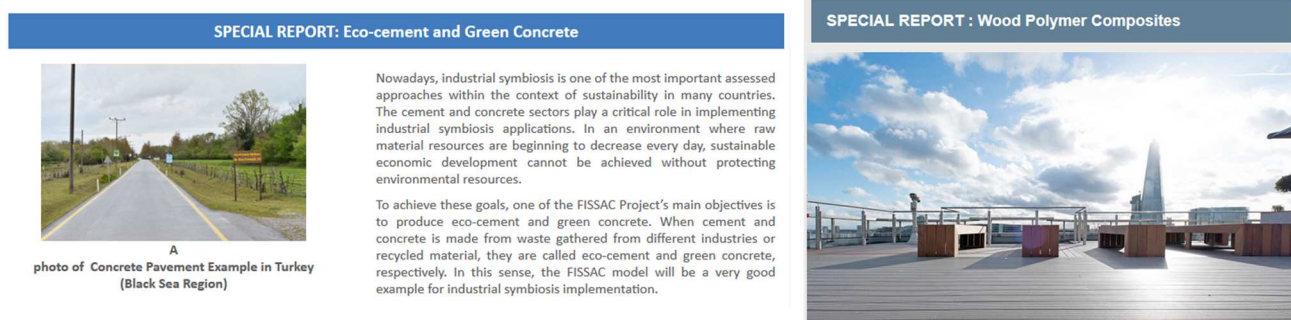 SPECIAL REPORT: Eco-cement and Green Concrete
A
photo of Concrete Pavement Example in Turkey
(Black Sea Region)
Nowadays, industrial symbiosis is one of the most important assessed
approaches within the context of sustainability in many countries.
The cement and concrete sectors play a critical role in implementing
industrial symbiosis applications. In an environment where raw
material resources are beginning to decrease every day, sustainable
economic development cannot be achieved without protecting
environmental resources.
To achieve these goals, one of the FISSAC Project's main objectives is
to produce eco-cement and green concrete. When cement and
concrete is made from waste gathered from different industries or
recycled material, they are called eco-cement and green concrete,
respectively. In this sense, the FISSAC model will be a very good
example for industrial symbiosis implementation.
SPECIAL REPORT : Wood Polymer Composites